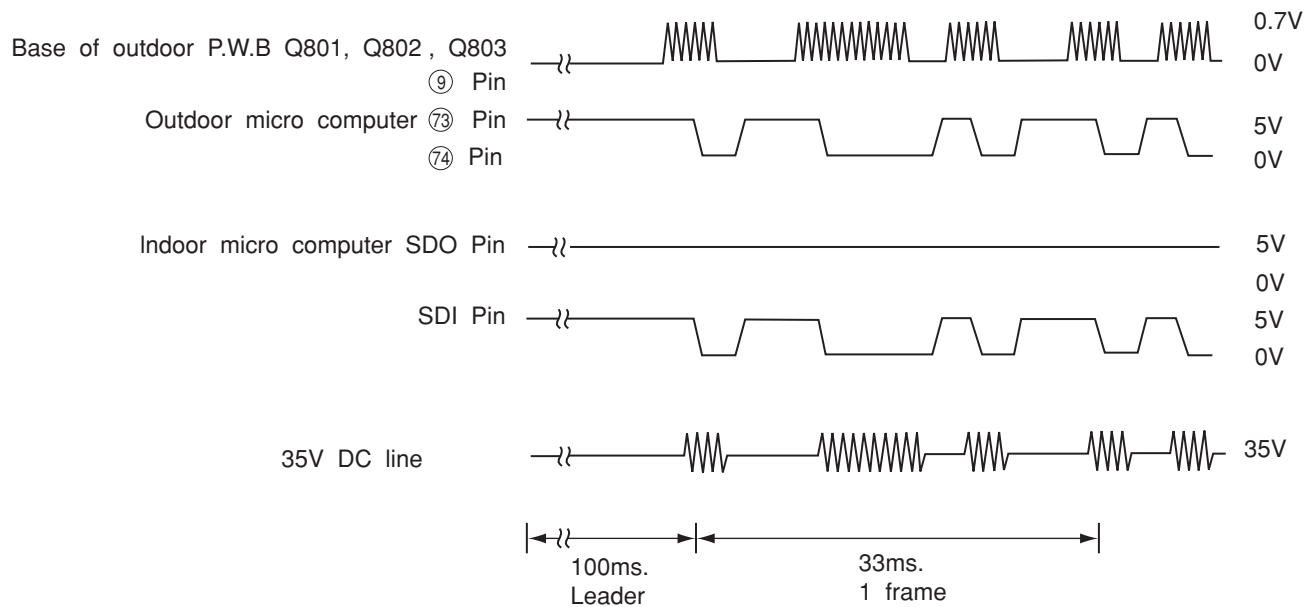 0.7V
Base of outdoor P.W.B Q801, Q802 , Q803
0V
⑨ Pin
Outdoor micro computer ㊸ Pin
5V
74 Pin
0V
Indoor micro computer SDO Pin
5V
0V
SDI Pin
5V
0V
35V DC line
35V
100ms.
33ms.
Leader
1 frame